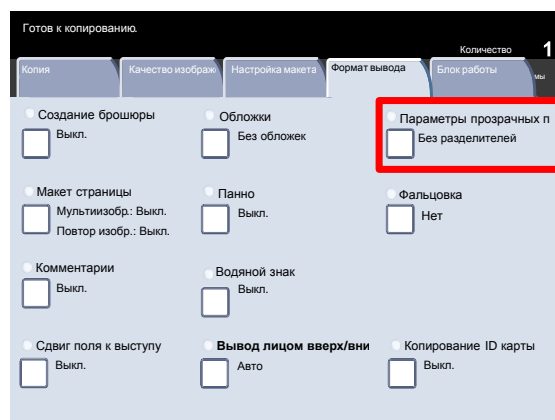 Готов к копированию.
Количество 1
Копия Качество изображ Настройка макета Формат вывода Блок работы мы
Создание брошюры Обложки Параметры прозрачных п
Выкл. Без обложек Без разделителей
Макет страницы Панно Фальцовка
Мультиизобр.: Выкл. Выкл. Нет
Повтор изобр.: Выкл.
Комментарии Водяной знак
Выкл. Выкл.
Сдвиг поля к выступу Вывод лицом вверх/вни Копирование ID карты
Выкл. Авто Выкл.